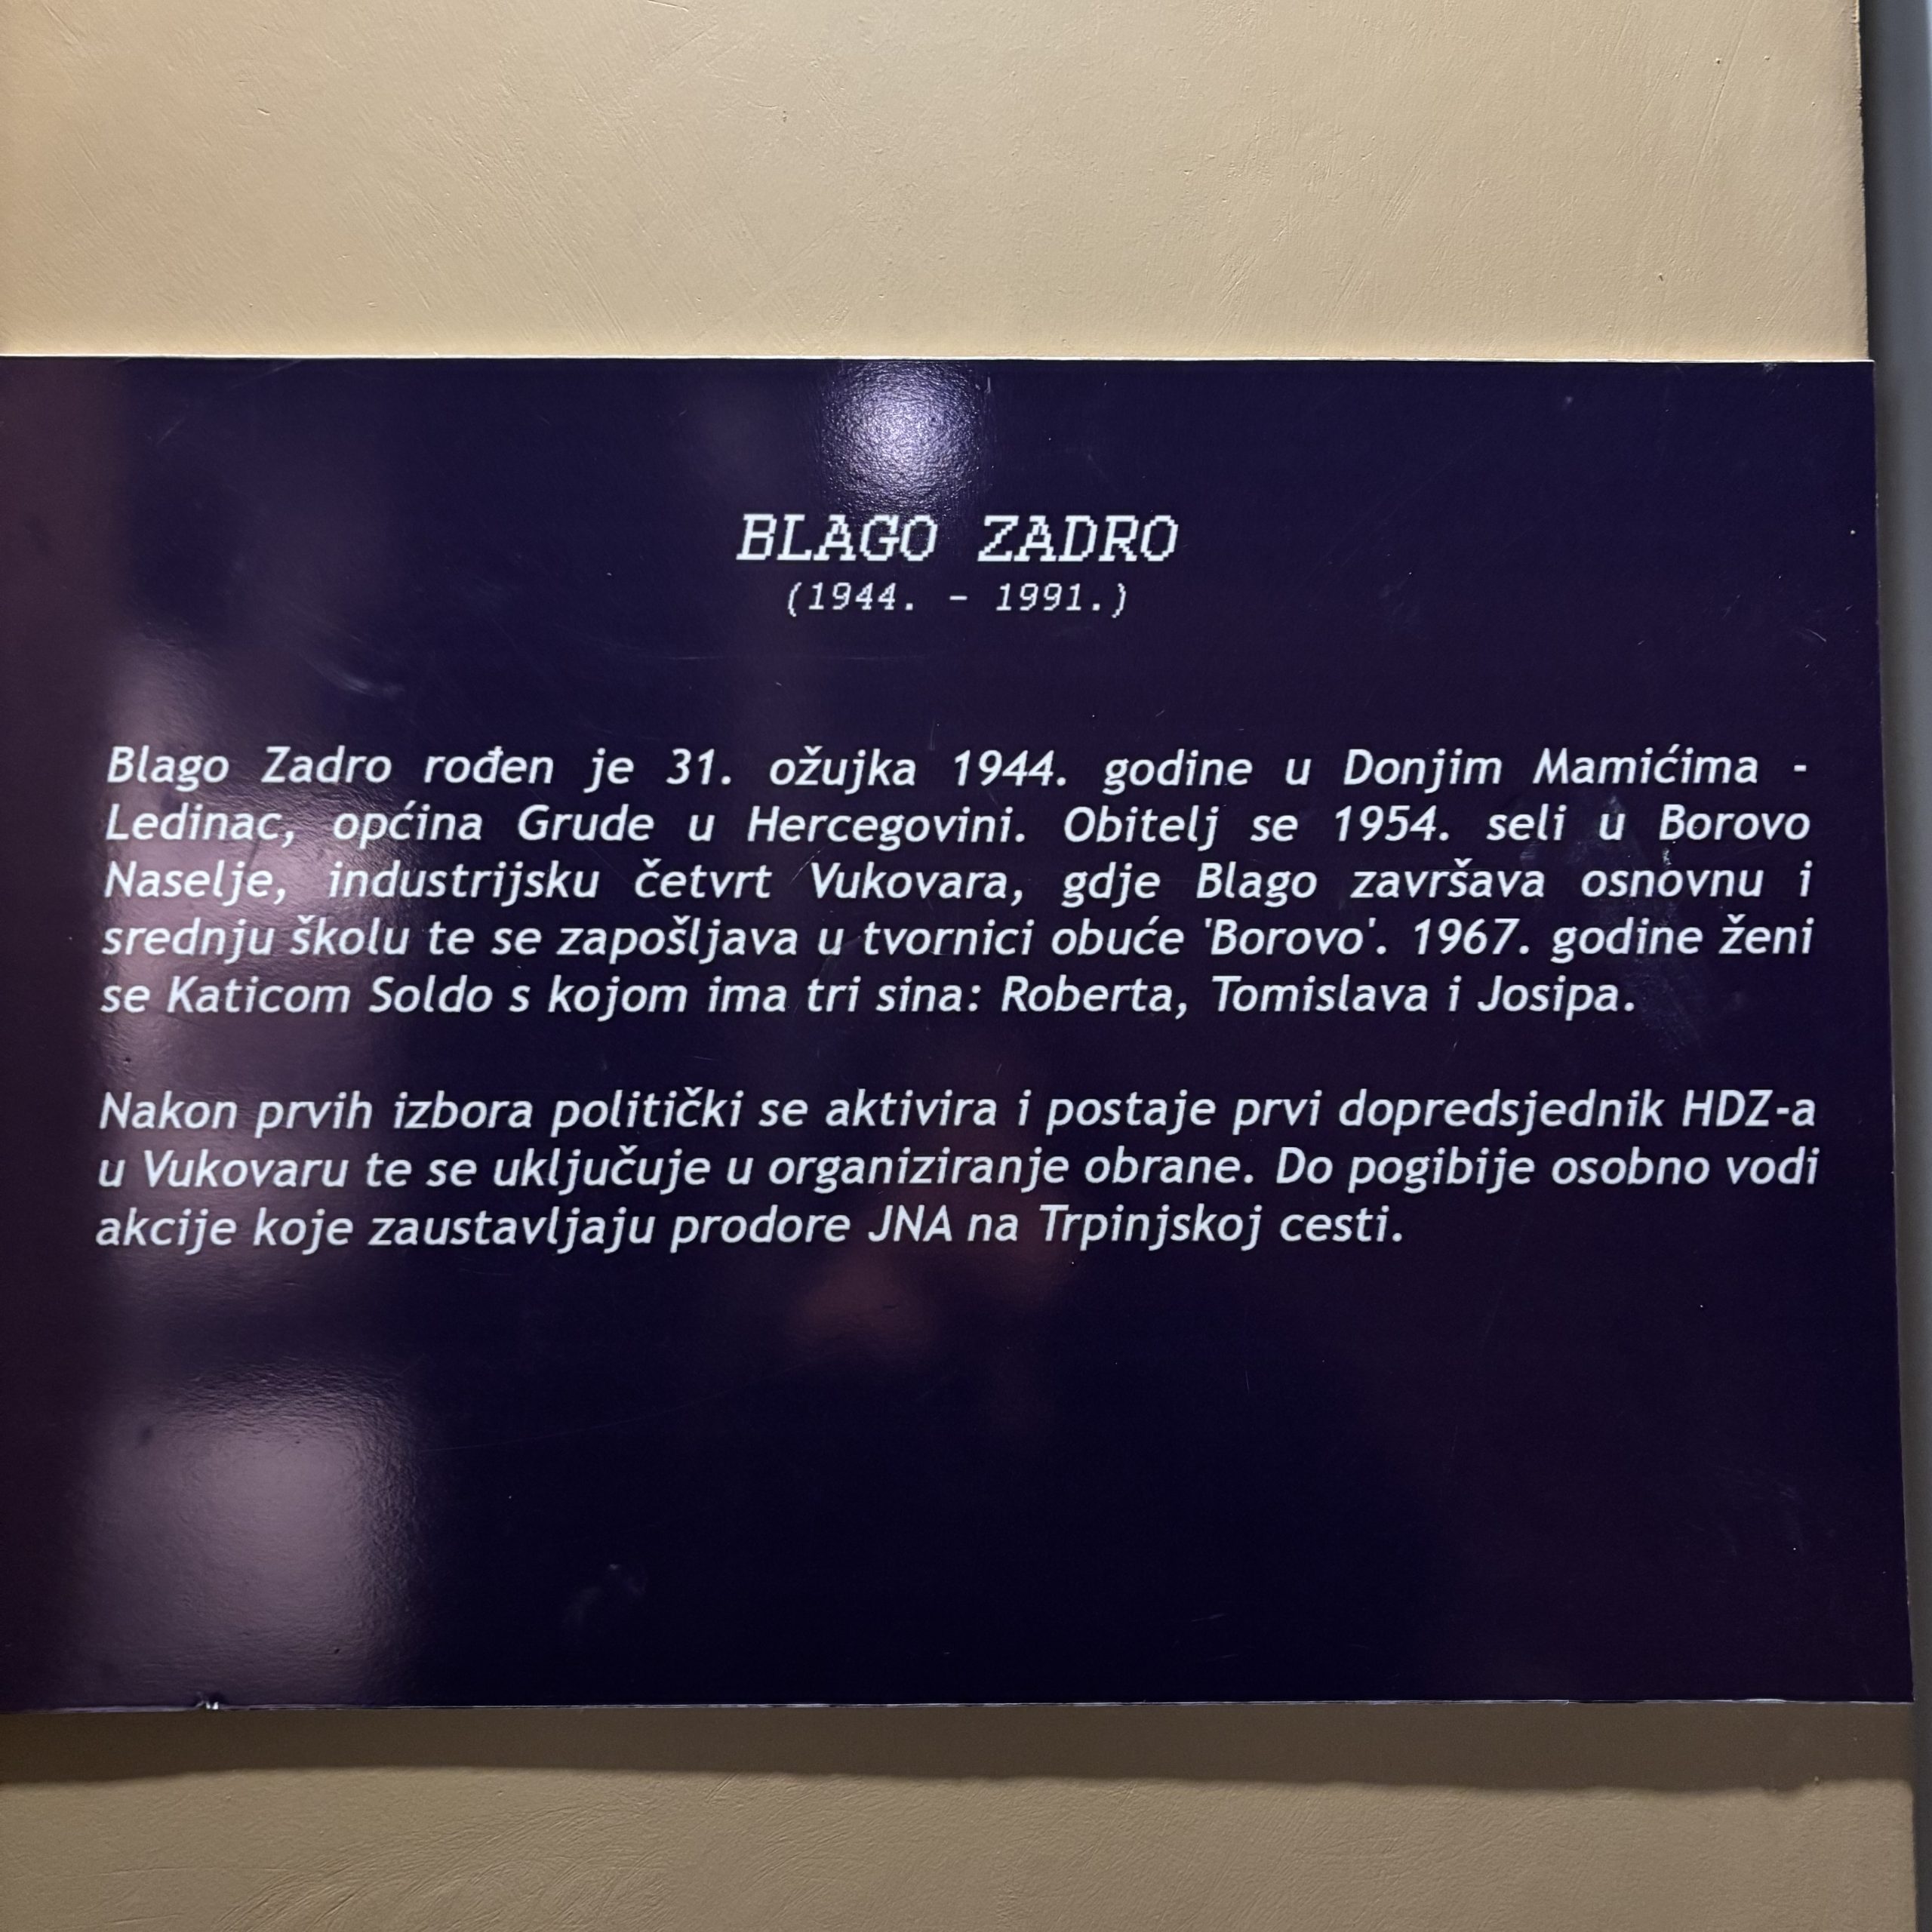 BLAGO ZADRO
(1944. - 1991.)
Blago Zadro rođen je 31. ožujka 1944. godine u Donjim Mamićima -
Ledinac, općina Grude u Hercegovini. Obitelj se 1954. seli u Borovo
Naselje, industrijsku četvrt Vukovara, gdje Blago završava osnovnu i
srednju školu te se zapošljava u tvornici obuće 'Borovo'. 1967. godine ženi
se Katicom Soldo s kojom ima tri sina: Roberta, Tomislava i Josipa.
Nakon prvih izbora politički se aktivira i postaje prvi dopredsjednik HDZ-a
u Vukovaru te se uključuje u organiziranje obrane. Do pogibije osobno vodi
akcije koje zaustavljaju prodore JNA na Trpinjskoj cesti.